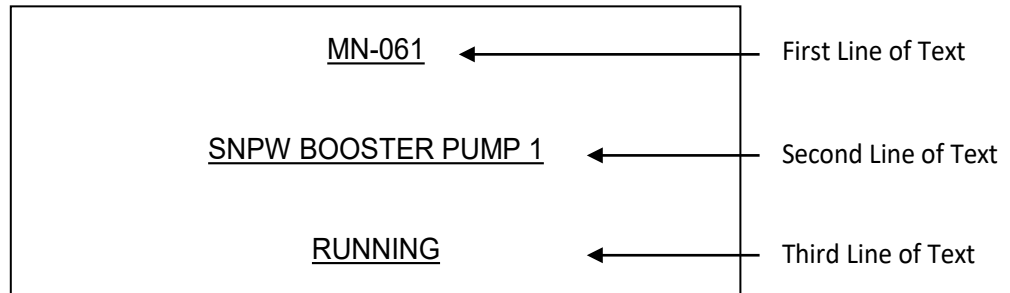 MN-061 First Line of Text
SNPW BOOSTER PUMP 1 Second Line of Text
RUNNING Third Line of Text